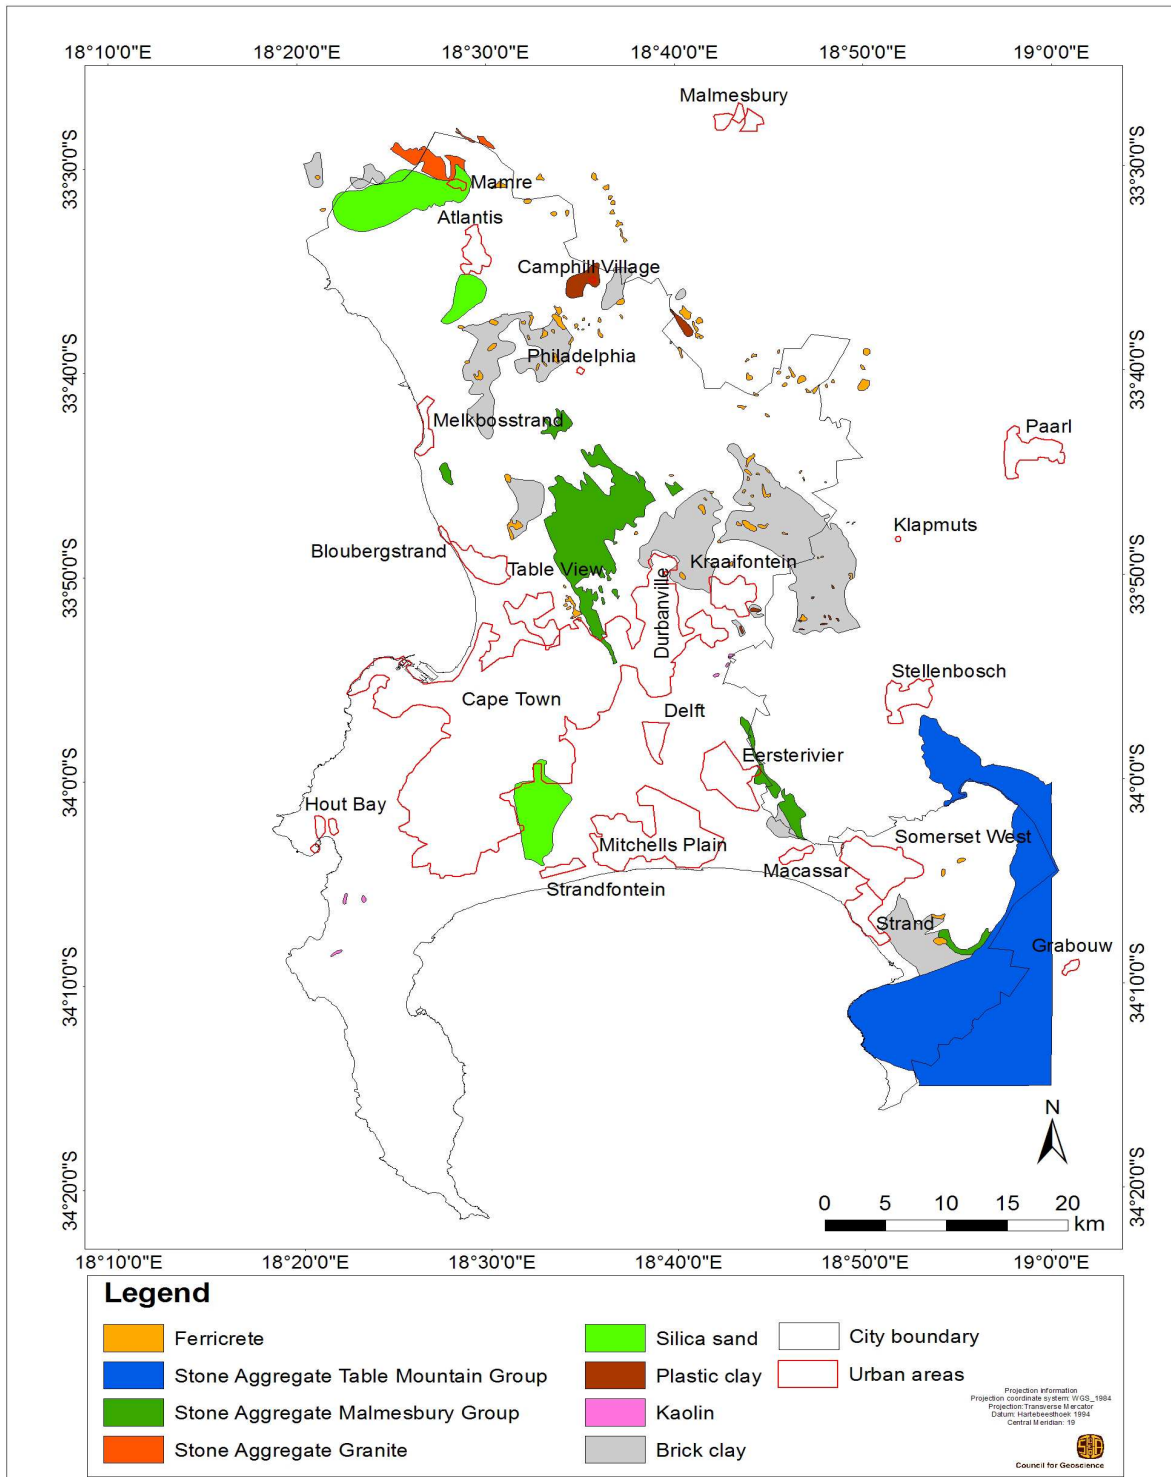 18°10'0"E 18°20'0"E 18°30'0"E 18°40'0"E 18°50'0"E 19°0'0"E
Malmesbury
33°30'0"S 33°30'0"S
Mamre
Atlantis
Camphill Village
33°40'0"S 33°40'0"S
Philadelphia
Melkbosstrand
Paarl
Klapmuts
Bloubergstrand
Table View
Kraaifontein
33°50'0"S 33°50'0"S
Durbanville
Stellenbosch
Cape Town
Delft
Eersterivier
34°0'0"S 34°0'0"S
Hout Bay
Somerset West
Mitchells Plain
Macassar
Strandfontein
Strand
Grabouw
34°10'0"S 34°10'0"S
N
34°20'0"S 34°20'0"S
0 5 10 15 20
km
18°10'0"E 18°20'0"E 18°30'0"E 18°40'0"E 18°50'0"E 19°0'0"E
Legend
Ferricrete
Stone Aggregate Table Mountain Group
Stone Aggregate Malmesbury Group
Stone Aggregate Granite
Silica sand
Plastic clay
Kaolin
Brick clay
City boundary
Urban areas
Projection information
Projection coordinate system: WGS_1984
Projection:Transverse Mercator
Datum: Hartebeesthoek 1994
Central Meridian: 19
Council for Geoscience